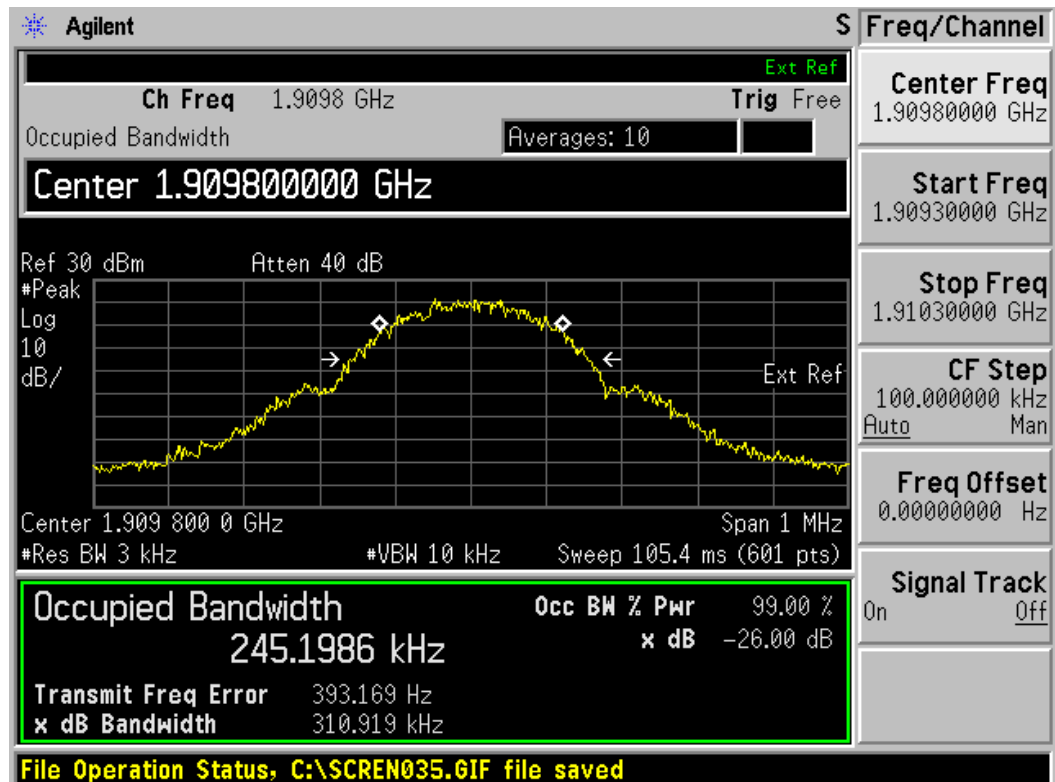 Agilent S
Ext Ref
Ch Freq 1.9098 GHz Trig Free
Occupied Bandwidth Averages: 10
Center 1.909800000 GHz
Ref 30 dBm Atten 40 dB
#Peak
Log
10
dB/
Ext Ref
Center 1.909 800 0 GHz Span 1 MHz
#Res BW 3 kHz #VBW 10 kHz Sweep 105.4 ms (601 pts)
Occupied Bandwidth
245.1986 kHz
Occ BW % Pwr 99.00 %
x dB -26.00 dB
Transmit Freq Error 393.169 Hz
x dB Bandwidth 310.919 kHz
File Operation Status, C:\SCREN035.GIF file saved
Freq/Channel
Center Freq
1.90980000 GHz
Start Freq
1.90930000 GHz
Stop Freq
1.91030000 GHz
CF Step
100.000000 kHz
Auto Man
Freq Offset
0.00000000 Hz
Signal Track
On Off